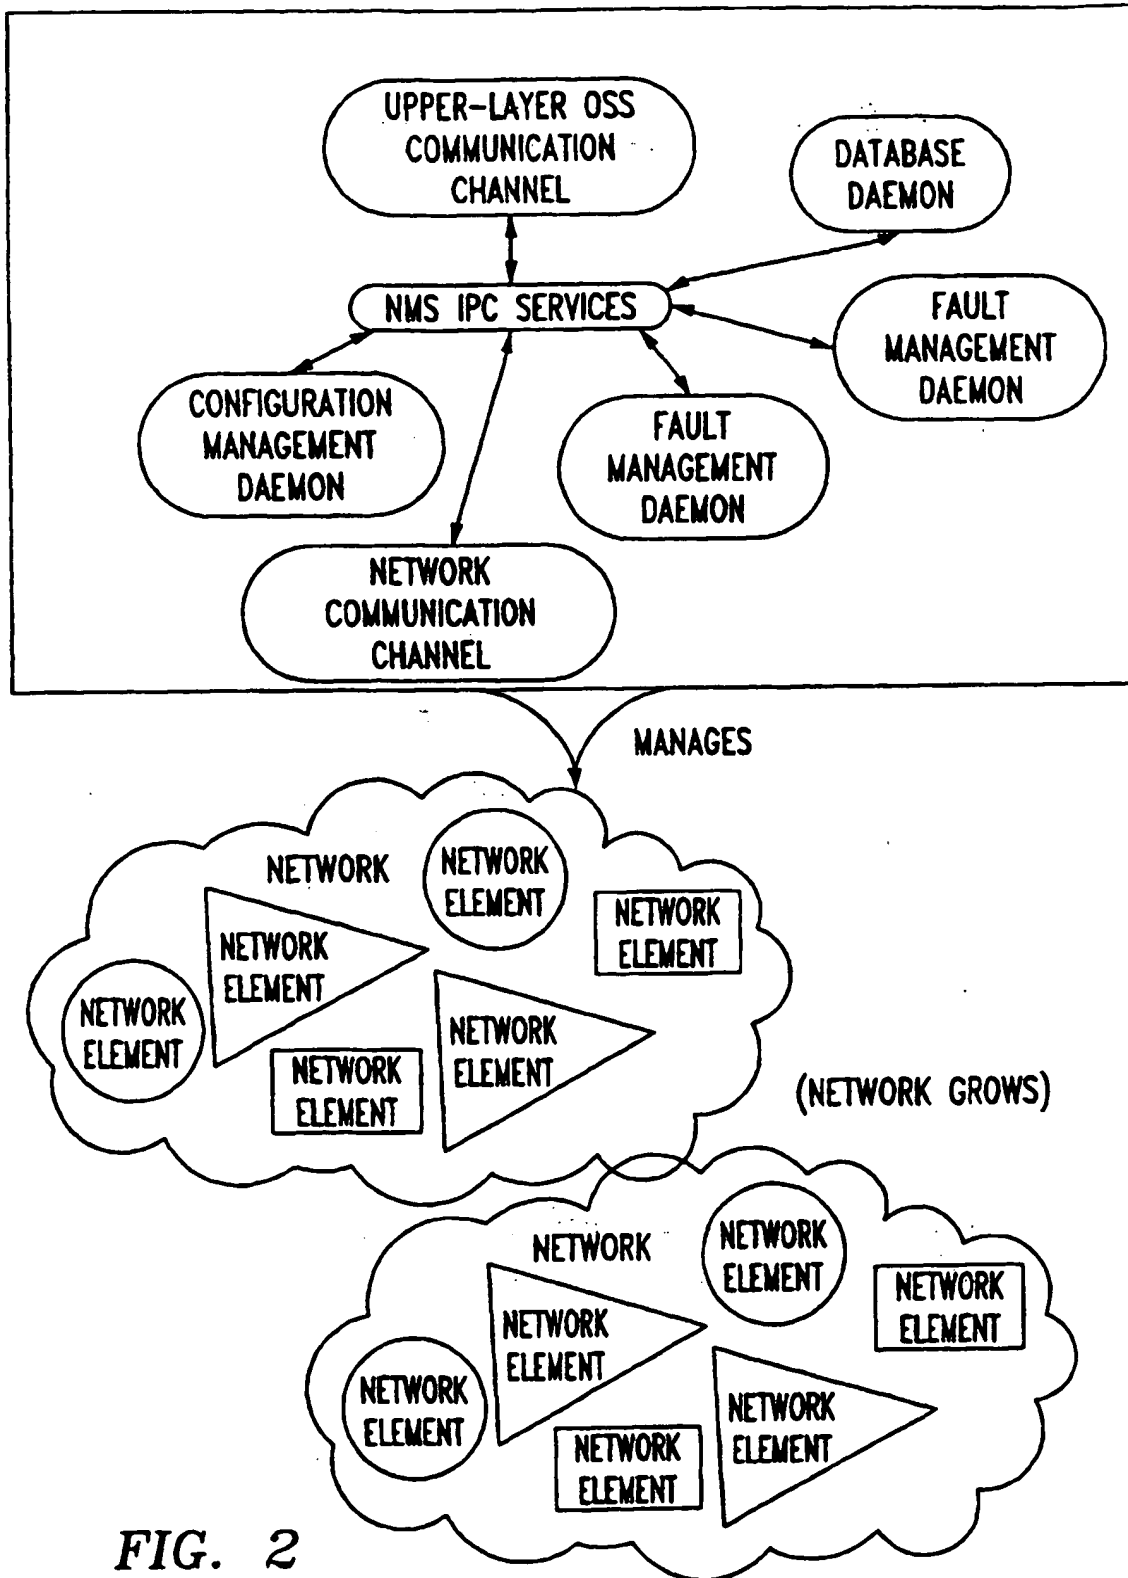 UPPER-LAYER OSS
COMMUNICATION
CHANNEL
DATABASE
DAEMON
NMS IPC SERVICES
FAULT
MANAGEMENT
DAEMON
CONFIGURATION
MANAGEMENT
DAEMON
FAULT
MANAGEMENT
DAEMON
NETWORK
COMMUNICATION
CHANNEL
MANAGES
NETWORK
NETWORK
ELEMENT
NETWORK
ELEMENT
NETWORK
ELEMENT
NETWORK
ELEMENT
NETWORK
ELEMENT
NETWORK
ELEMENT
(NETWORK GROWS)
NETWORK
NETWORK
ELEMENT
NETWORK
ELEMENT
NETWORK
ELEMENT
NETWORK
ELEMENT
NETWORK
ELEMENT
NETWORK
ELEMENT
FIG. 2